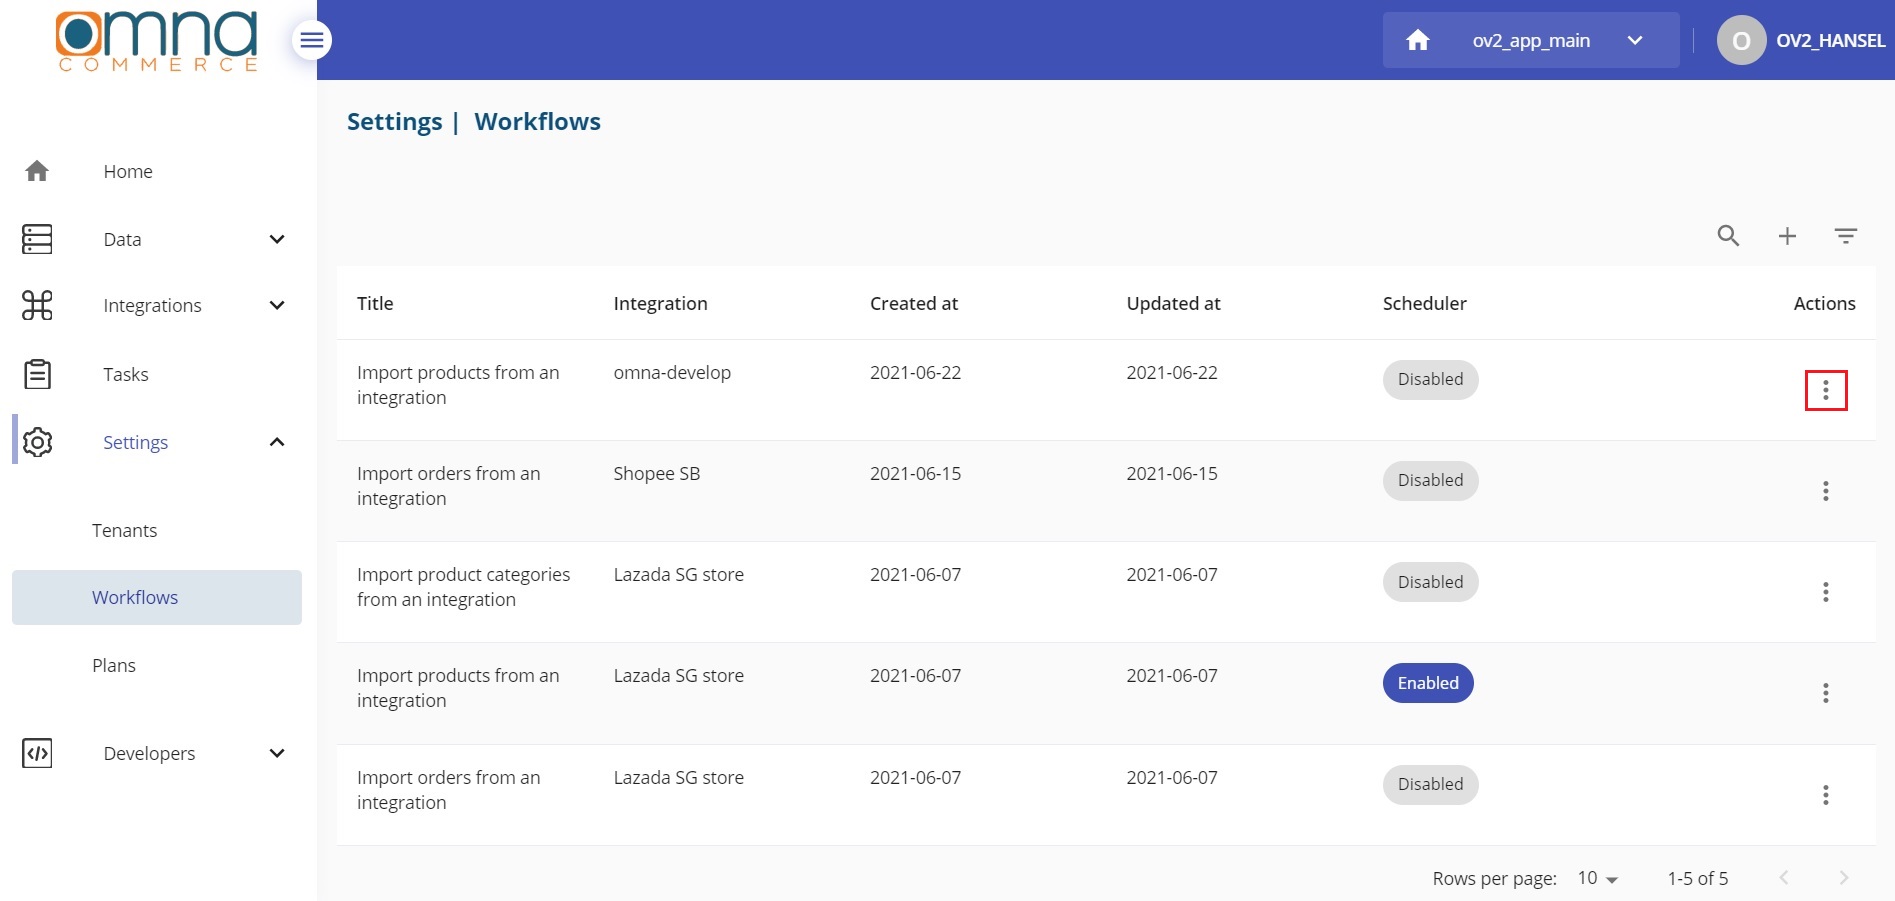 omna
COMMERCE
ov2_app_main
O
OV2_HANSEL
Settings | Workflows
Home
Data
Integrations
Tasks
Settings
Tenants
Workflows
Plans
Developers
Title Integration Created at Updated at Scheduler Actions
Import products from an
integration
omna-develop 2021-06-22 2021-06-22 Disabled
Import orders from an
integration
Shopee SB 2021-06-15 2021-06-15 Disabled
Import product categories
from an integration
Lazada SG store 2021-06-07 2021-06-07 Disabled
Import products from an
integration
Lazada SG store 2021-06-07 2021-06-07 Enabled
Import orders from an
integration
Lazada SG store 2021-06-07 2021-06-07 Disabled
Rows per page: 10 1-5 of 5